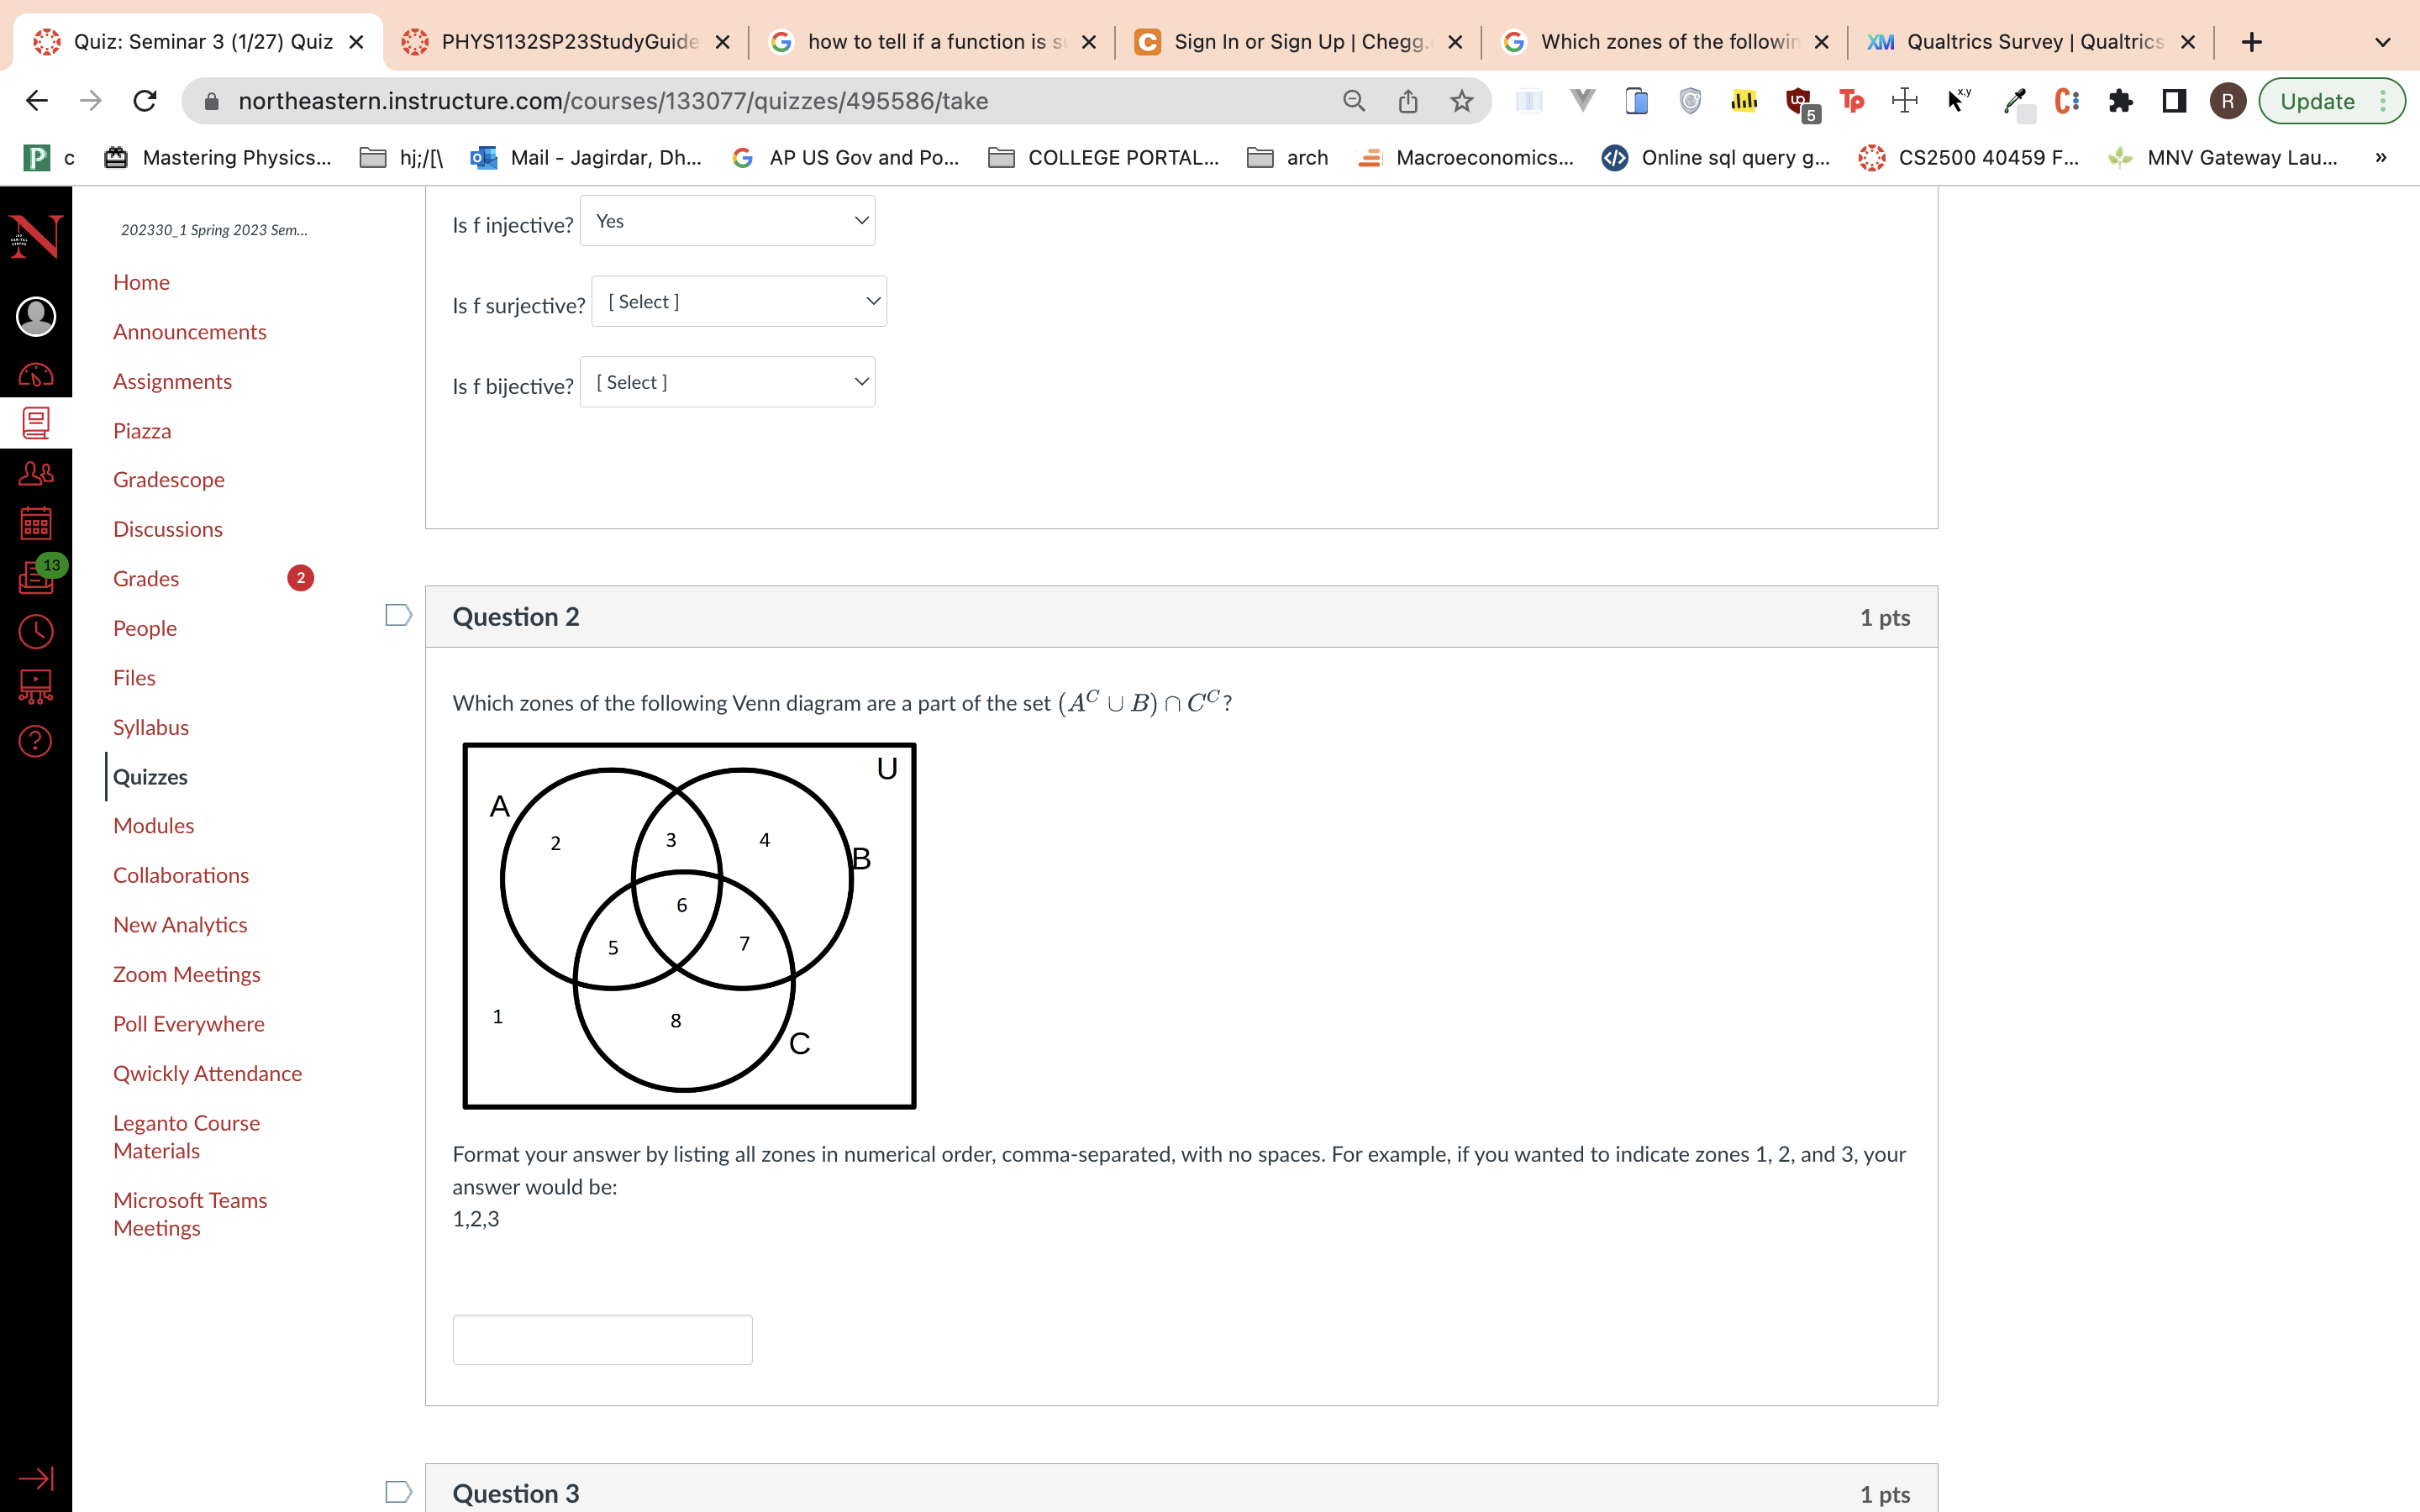 Quiz: Seminar 3 (1/27) Quiz
PHYS1132SP23StudyGuide
how to tell if a function is s
Sign In or Sign Up | Chegg.
Which zones of the followin
XM Qualtrics Survey | Qualtrics
northeastern.instructure.com/courses/133077/quizzes/495586/take
5
Tp
x,y
R
Update
P c
Mastering Physics...
hj;/[\
Mail - Jagirdar, Dh...
AP US Gov and Po...
COLLEGE PORTAL...
arch
Macroeconomics...
Online sql query g...
CS2500 40459 F...
MNV Gateway Lau...
»
N
13
202330_1 Spring 2023 Sem...
Home
Announcements
Assignments
Piazza
Gradescope
Discussions
Grades 2
People
Files
Syllabus
Quizzes
Modules
Collaborations
New Analytics
Zoom Meetings
Poll Everywhere
Qwickly Attendance
Leganto Course
Materials
Microsoft Teams
Meetings
Is f injective? Yes
Is f surjective? [ Select ]
Is f bijective? [ Select ]
Question 2 1 pts
Which zones of the following Venn diagram are a part of the set (A^C ∪ B) ∩ C^C?
U
A
2 3 4
B
6
5 7
1 8
C
Format your answer by listing all zones in numerical order, comma-separated, with no spaces. For example, if you wanted to indicate zones 1, 2, and 3, your
answer would be:
1,2,3
Question 3 1 pts